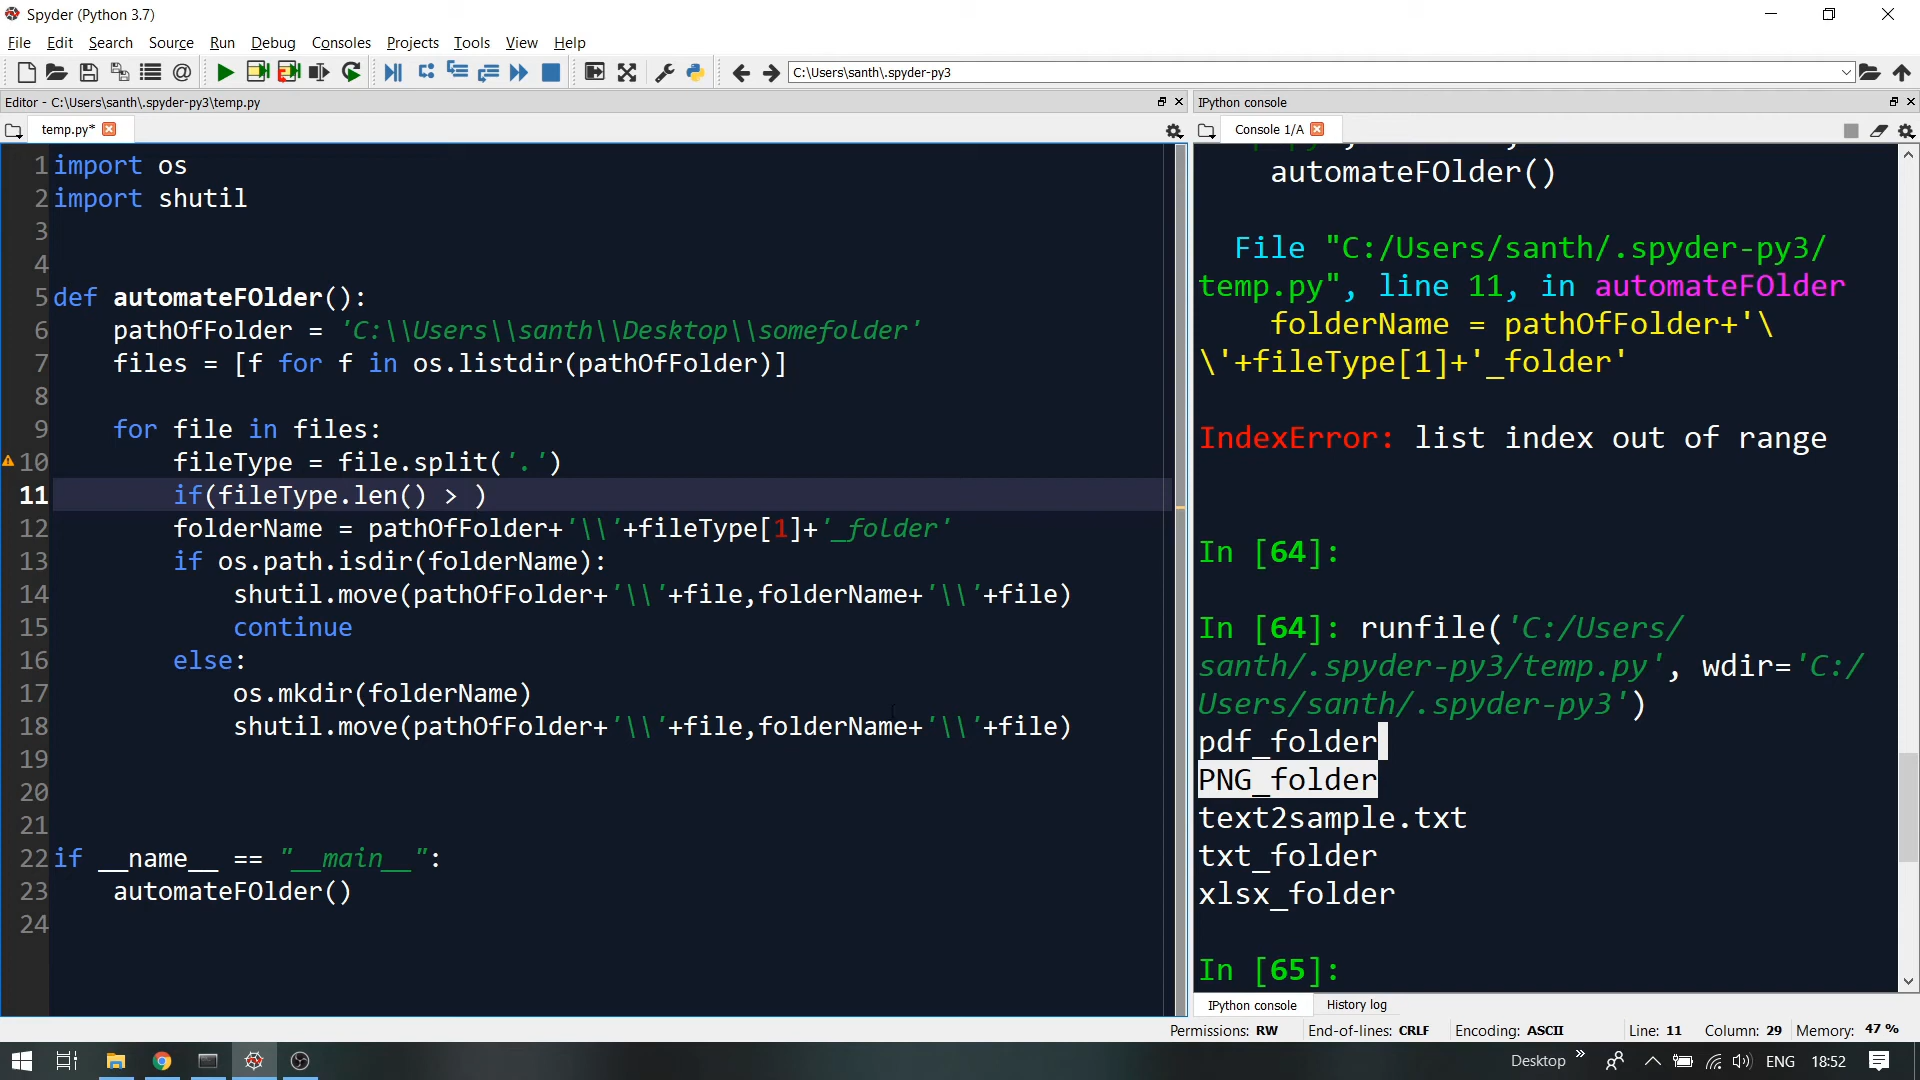 Spyder (Python 3.7)
File Edit Search Source Run Debug Consoles Projects Tools View Help
C:\Users\santh\.spyder-py3
Editor - C:\Users\santh\.spyder-py3\temp.py
temp.py*
1 import os
2 import shutil
3
4
5 def automateFOlder():
6 pathOfFolder = 'C:\\Users\\santh\\Desktop\\somefolder'
7 files = [f for f in os.listdir(pathOfFolder)]
8
9 for file in files:
10 fileType = file.split('.')
11 if(fileType.len() > )
12 folderName = pathOfFolder+'\\'+fileType[1]+'_folder'
13 if os.path.isdir(folderName):
14 shutil.move(pathOfFolder+'\\'+file,folderName+'\\'+file)
15 continue
16 else:
17 os.mkdir(folderName)
18 shutil.move(pathOfFolder+'\\'+file,folderName+'\\'+file)
19
20
21
22 if __name__ == "__main__":
23 automateFOlder()
24
IPython console
Console 1/A
automateFOlder()
File "C:/Users/santh/.spyder-py3/
temp.py", line 11, in automateFOlder
folderName = pathOfFolder+'\
\'+fileType[1]+'_folder'
IndexError: list index out of range
In [64]:
In [64]: runfile('C:/Users/
santh/.spyder-py3/temp.py', wdir='C:/
Users/santh/.spyder-py3')
pdf_folder
PNG_folder
text2sample.txt
txt_folder
xlsx_folder
In [65]:
IPython console History log
Permissions: RW End-of-lines: CRLF Encoding: ASCII Line: 11 Column: 29 Memory: 47 %
Desktop » ENG 18:52